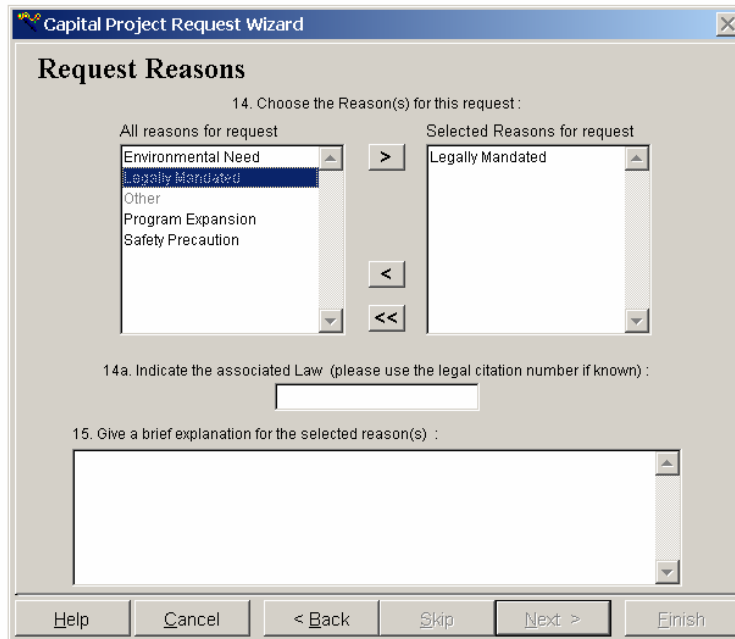 Capital Project Request Wizard
Request Reasons
14. Choose the Reason(s) for this request :
All reasons for request
Environmental Need
Legally Mandated
Other
Program Expansion
Safety Precaution
>
<
<<
Selected Reasons for request
Legally Mandated
14a. Indicate the associated Law (please use the legal citation number if known) :
15. Give a brief explanation for the selected reason(s) :
Help Cancel < Back Skip Next > Finish